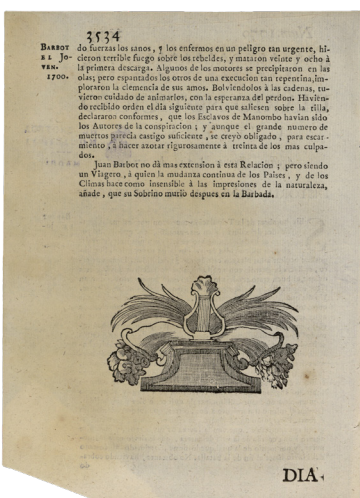 3534
BARBOT
EL JO-
VEN.
1700.
do fuerzas los sanos, y los enfermos en un peligro tan urgente, hi-
cieron terrible fuego sobre los rebeldes, y mataron veinte y ocho à
la primera descarga. Algunos de los motores se precipitaron en las
olas; pero espantados los otros de una execucion tan repentina, im-
ploraron la clemencia de sus amos. Bolviendolos à las cadenas, tu-
vieron cuidado de animarlos, con la esperanza del perdon. Havien-
do recibido orden el dia siguiente para que saliesen sobre la tilla,
declararon conformes, que los Esclavos de Manombo havian sido
los Autores de la conspiracion; y aunque el grande numero de
muertos parecia castigo suficiente, se creyò obligado, para escar-
miento, à hacer azotar rigurosamente à treinta de los mas culpa-
dos.
Juan Barbot no dà mas extension à esta Relacion; pero siendo
un Viagero, à quien la mudanza continua de los Paises, y de los
Climas hace como insensible à las impresiones de la naturaleza,
añade, que su Sobrino murio despues en la Barbada.
DIA-